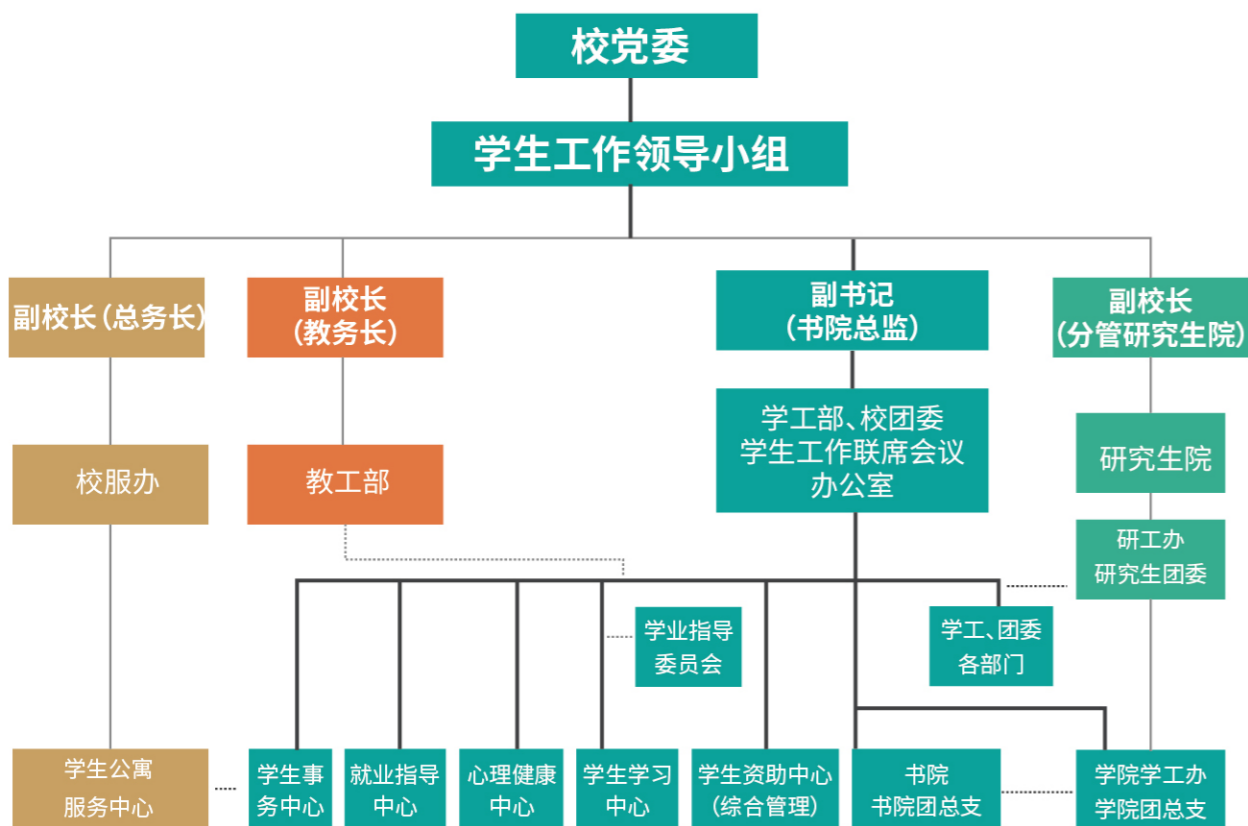 校党委
学生工作领导小组
副校长（总务长）
副校长
（教务长）
副书记
（书院总监）
副校长
（分管研究生院）
校服办
教工部
学工部、校团委
学生工作联席会议
办公室
研究生院
研工办
研究生团委
学业指导
委员会
学工、团委
各部门
学生公寓
服务中心
学生事
务中心
就业指导
中心
心理健康
中心
学生学习
中心
学生资助中心
（综合管理）
书院
书院团总支
学院学工办
学院团总支